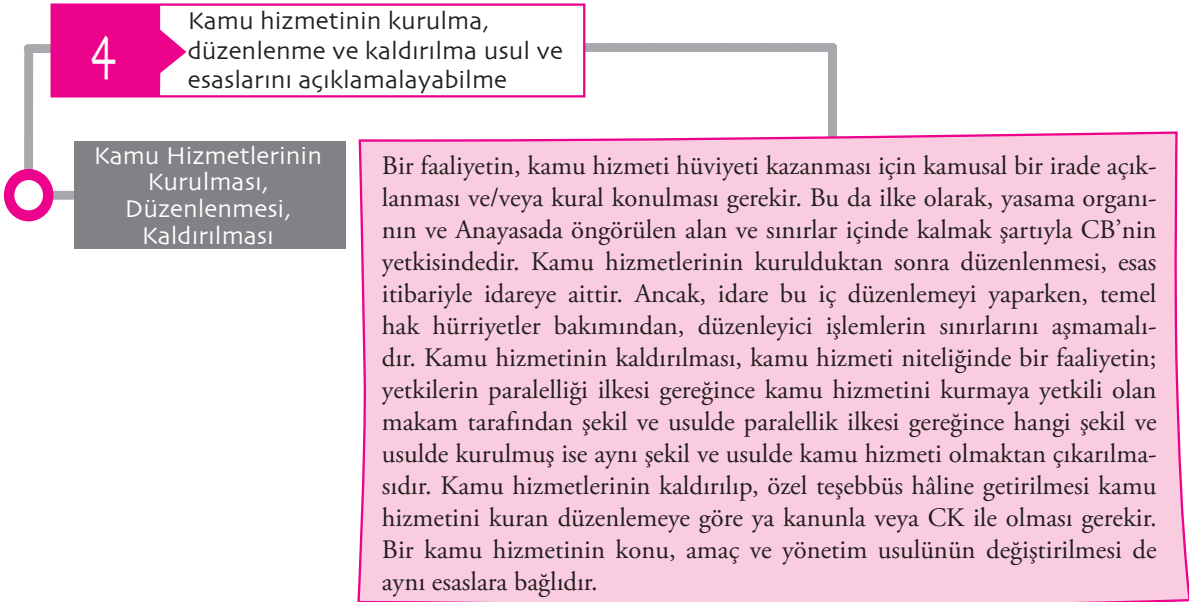 4
Kamu hizmetinin kurulma,
düzenlenme ve kaldırılma usul ve
esaslarını açıklamalayabilme
Kamu Hizmetlerinin
Kurulması,
Düzenlenmesi,
Kaldırılması
Bir faaliyetin, kamu hizmeti hüviyeti kazanması için kamusal bir irade açık-
lanması ve/veya kural konulması gerekir. Bu da ilke olarak, yasama organı-
nın ve Anayasada öngörülen alan ve sınırlar içinde kalmak şartıyla CB’nin
yetkisindedir. Kamu hizmetlerinin kurulduktan sonra düzenlenmesi, esas
itibariyle idareye aittir. Ancak, idare bu iç düzenlemeyi yaparken, temel
hak hürriyetler bakımından, düzenleyici işlemlerin sınırlarını aşmamalı-
dır. Kamu hizmetinin kaldırılması, kamu hizmeti niteliğinde bir faaliyetin;
yetkilerin paralelliği ilkesi gereğince kamu hizmetini kurmaya yetkili olan
makam tarafından şekil ve usulde paralellik ilkesi gereğince hangi şekil ve
usulde kurulmuş ise aynı şekil ve usulde kamu hizmeti olmaktan çıkarılma-
sıdır. Kamu hizmetlerinin kaldırılıp, özel teşebbüs hâline getirilmesi kamu
hizmetini kuran düzenlemeye göre ya kanunla veya CK ile olması gerekir.
Bir kamu hizmetinin konu, amaç ve yönetim usulünün değiştirilmesi de
aynı esaslara bağlıdır.